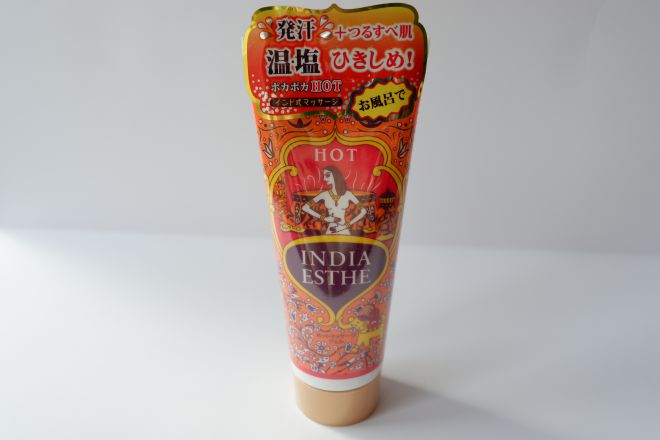 発汗
+つるすべ肌
温塩
ひきしめ!
ポカポカHOT
インド式マッサージ
お風呂で
HOT
INDIA
ESTHE